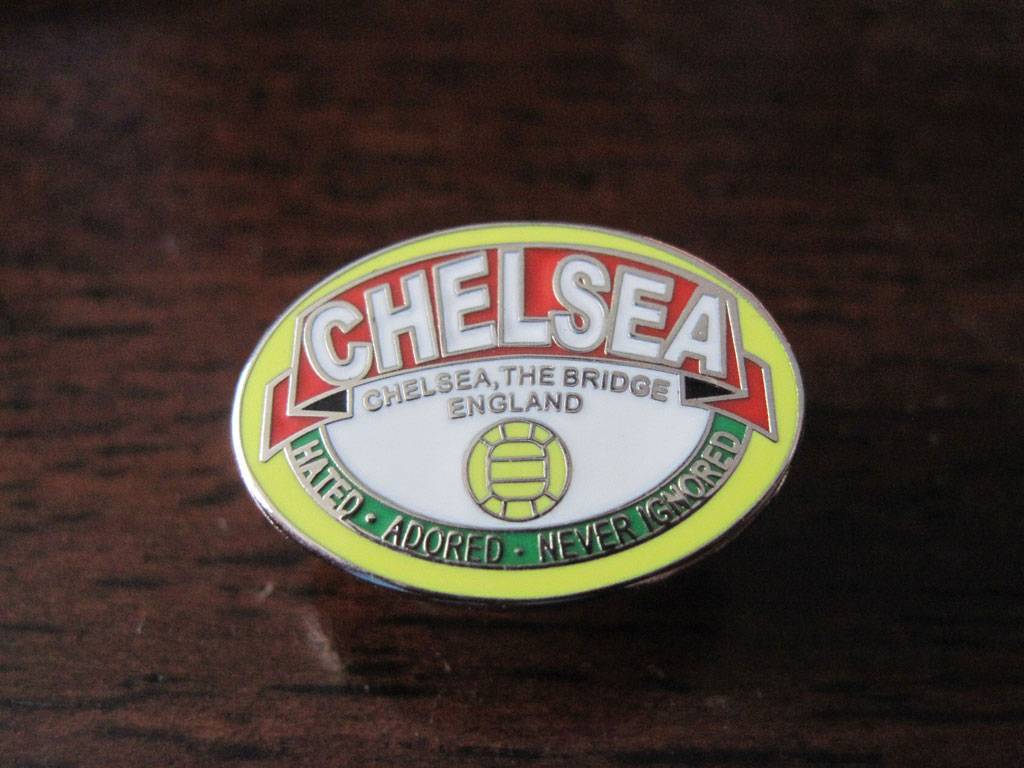 CHELSEA
CHELSEA, THE BRIDGE
ENGLAND
HATED · ADORED · NEVER IGNORED